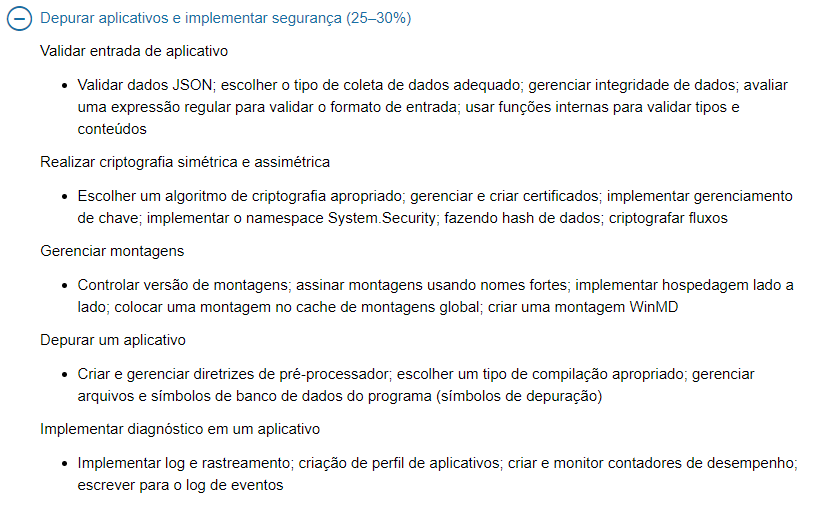 Depurar aplicativos e implementar segurança (25–30%)
Validar entrada de aplicativo
• Validar dados JSON; escolher o tipo de coleta de dados adequado; gerenciar integridade de dados; avaliar
uma expressão regular para validar o formato de entrada; usar funções internas para validar tipos e
conteúdos
Realizar criptografia simétrica e assimétrica
• Escolher um algoritmo de criptografia apropriado; gerenciar e criar certificados; implementar gerenciamento
de chave; implementar o namespace System.Security; fazendo hash de dados; criptografar fluxos
Gerenciar montagens
• Controlar versão de montagens; assinar montagens usando nomes fortes; implementar hospedagem lado a
lado; colocar uma montagem no cache de montagens global; criar uma montagem WinMD
Depurar um aplicativo
• Criar e gerenciar diretrizes de pré-processador; escolher um tipo de compilação apropriado; gerenciar
arquivos e símbolos de banco de dados do programa (símbolos de depuração)
Implementar diagnóstico em um aplicativo
• Implementar log e rastreamento; criação de perfil de aplicativos; criar e monitor contadores de desempenho;
escrever para o log de eventos